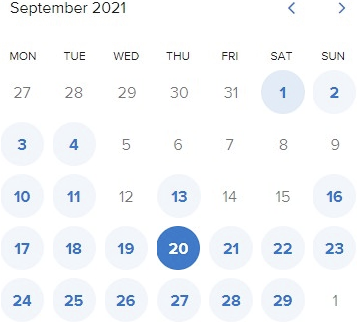 September 2021
MON TUE WED THU FRI SAT SUN
27 28 29 30 31 1 2
3 4 5 6 7 8 9
10 11 12 13 14 15 16
17 18 19 20 21 22 23
24 25 26 27 28 29 1